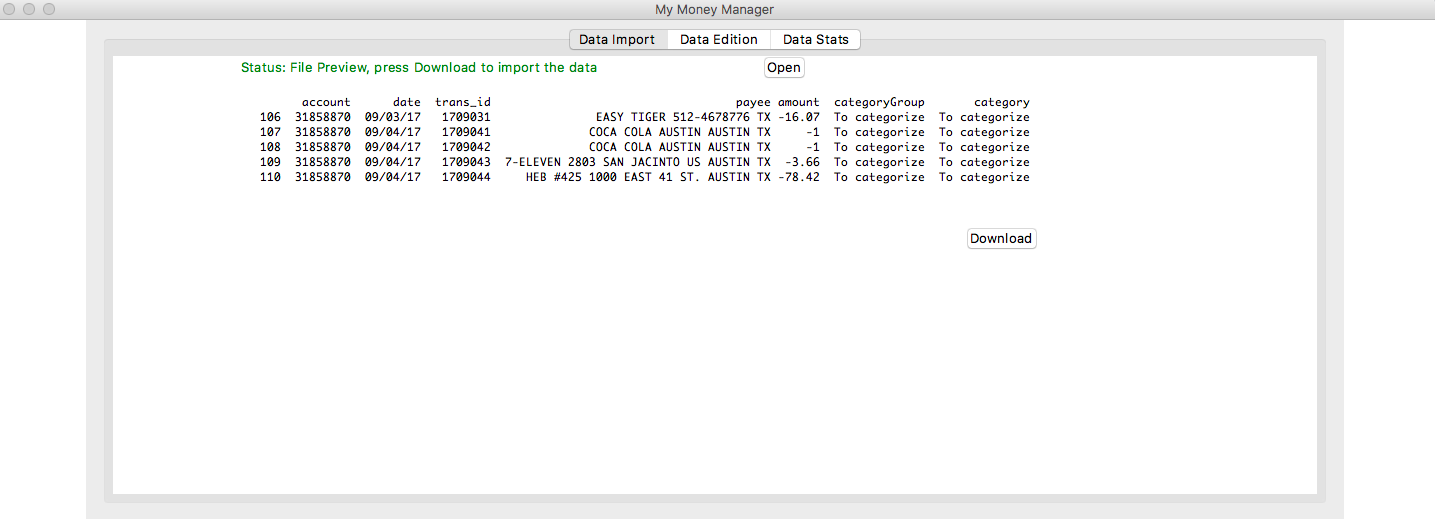 My Money Manager
Data Import Data Edition Data Stats
Status: File Preview, press Download to import the data Open
account date trans_id payee amount categoryGroup category
106 31858870 09/03/17 1709031 EASY TIGER 512-4678776 TX -16.07 To categorize To categorize
107 31858870 09/04/17 1709041 COCA COLA AUSTIN AUSTIN TX -1 To categorize To categorize
108 31858870 09/04/17 1709042 COCA COLA AUSTIN AUSTIN TX -1 To categorize To categorize
109 31858870 09/04/17 1709043 7-ELEVEN 2803 SAN JACINTO US AUSTIN TX -3.66 To categorize To categorize
110 31858870 09/04/17 1709044 HEB #425 1000 EAST 41 ST. AUSTIN TX -78.42 To categorize To categorize
Download